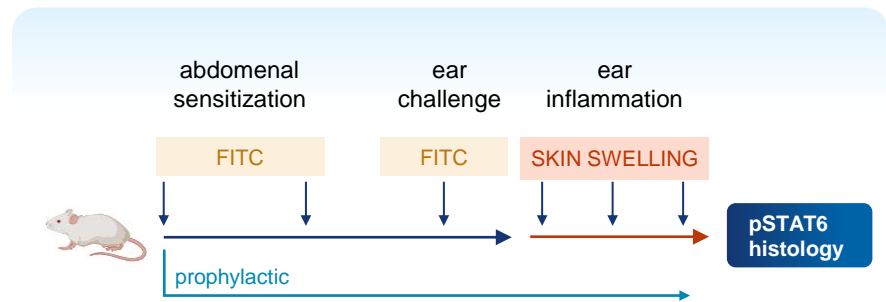 abdomenal
sensitization
ear
challenge
ear
inflammation
FITC
FITC
SKIN SWELLING
pSTAT6
histology
prophylactic